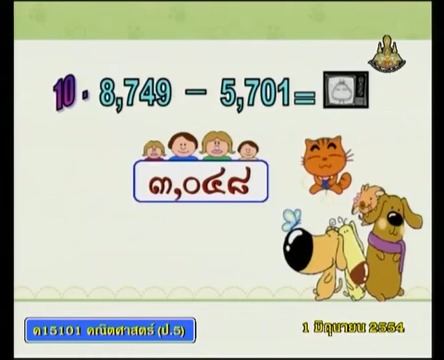 10. 8,749 – 5,701 =
๓,๐๔๘
ค15101 คณิตศาสตร์ (ป.5)
1 มิถุนายน 2554